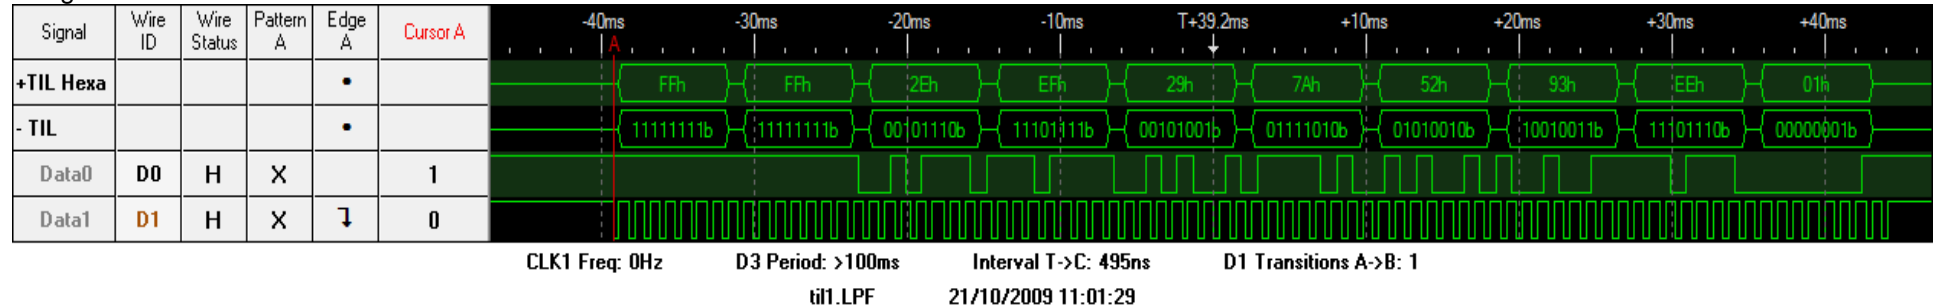 Signal Wire ID Wire Status Pattern A Edge A Cursor A -40ms -30ms -20ms -10ms T+39.2ms +10ms +20ms +30ms +40ms
A
+TIL Hexa FFh FFh 2Eh EFh 29h 7Ah 52h 93h EEh 01h
- TIL 11111111b 11111111b 00101110b 11101111b 00101001b 01111010b 01010010b 10010011b 11101110b 00000001b
Data0 D0 H X 1
Data1 D1 H X 0
CLK1 Freq: 0Hz D3 Period: >100ms Interval T->C: 495ns D1 Transitions A->B: 1
til1.LPF 21/10/2009 11:01:29